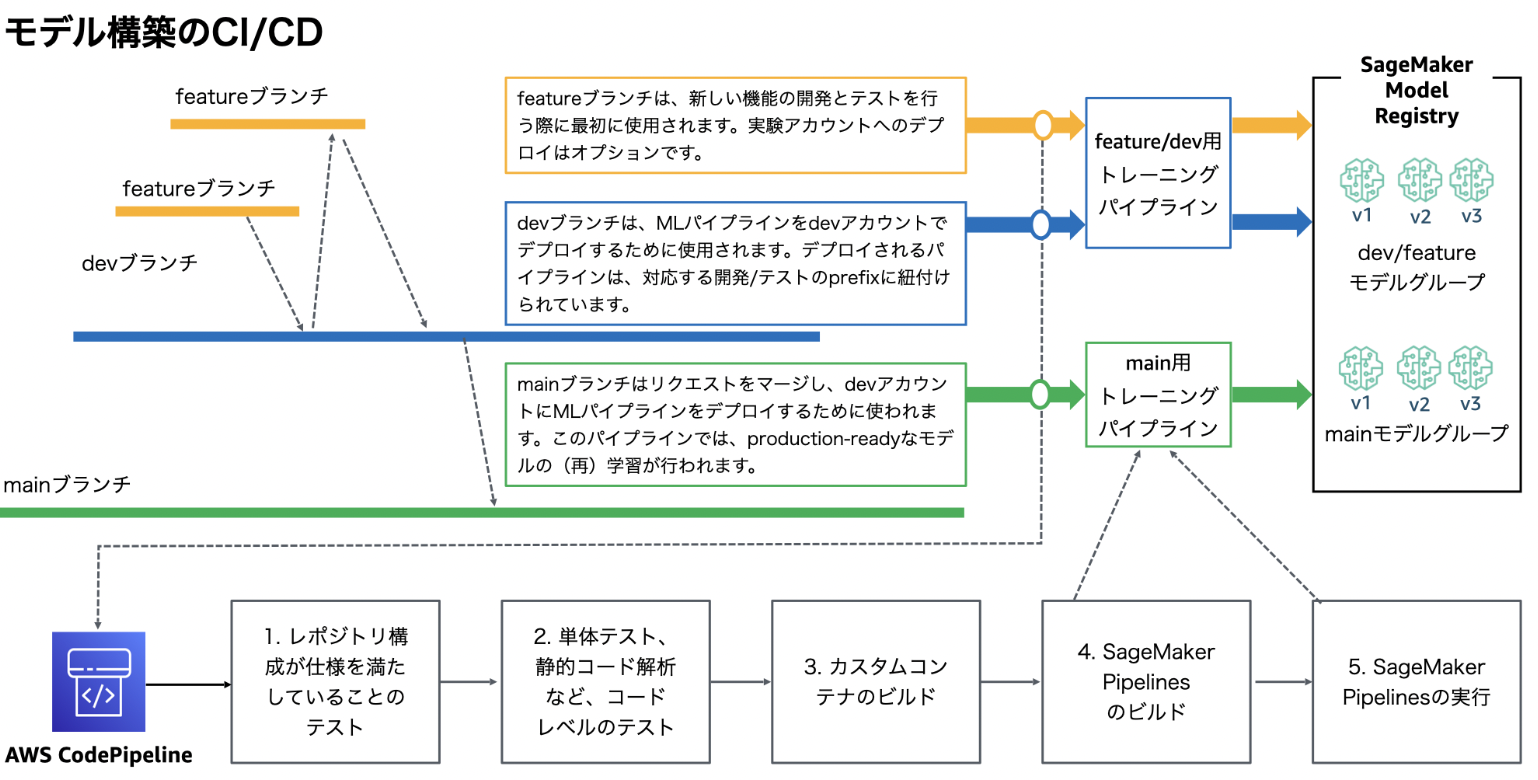 モデル構築のCI/CD
featureブランチ
featureブランチ
devブランチ
mainブランチ
featureブランチは、新しい機能の開発とテストを行
う際に最初に使用されます。実験アカウントへのデプ
ロイはオプションです。
devブランチは、MLパイプラインをdevアカウントで
デプロイするために使用されます。デプロイされるパ
イプラインは、対応する開発/テストのprefixに紐付け
られています。
mainブランチはリクエストをマージし、devアカウン
トにMLパイプラインをデプロイするために使われま
す。このパイプラインでは、production-readyなモデ
ルの（再）学習が行われます。
feature/dev用
トレーニング
パイプライン
main用
トレーニング
パイプライン
SageMaker
Model
Registry
v1 v2 v3
dev/feature
モデルグループ
v1 v2 v3
mainモデルグループ
AWS CodePipeline
1. レポジトリ構
成が仕様を満た
していることの
テスト
2. 単体テスト、
静的コード解析
など、コード
レベルのテスト
3. カスタムコン
テナのビルド
4. SageMaker
Pipelines
のビルド
5. SageMaker
Pipelinesの実行